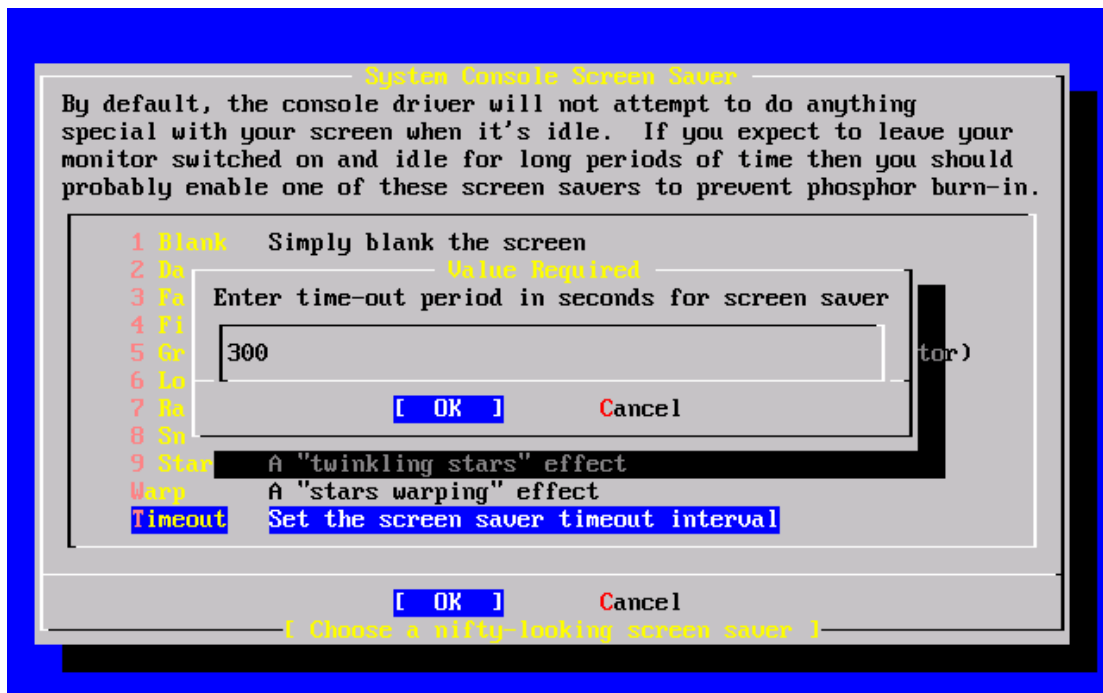 System Console Screen Saver
By default, the console driver will not attempt to do anything
special with your screen when it's idle.  If you expect to leave your
monitor switched on and idle for long periods of time then you should
probably enable one of these screen savers to prevent phosphor burn-in.
1 Blank Simply blank the screen
2 Da
Value Required
3 Fa
Enter time-out period in seconds for screen saver
4 Fi
5 Gr
300
tor)
6 Lo
7 Ra
[ OK ] Cancel
8 Sn
9 Star A "twinkling stars" effect
Warp A "stars warping" effect
Timeout Set the screen saver timeout interval
[ OK ] Cancel
[ Choose a nifty-looking screen saver ]